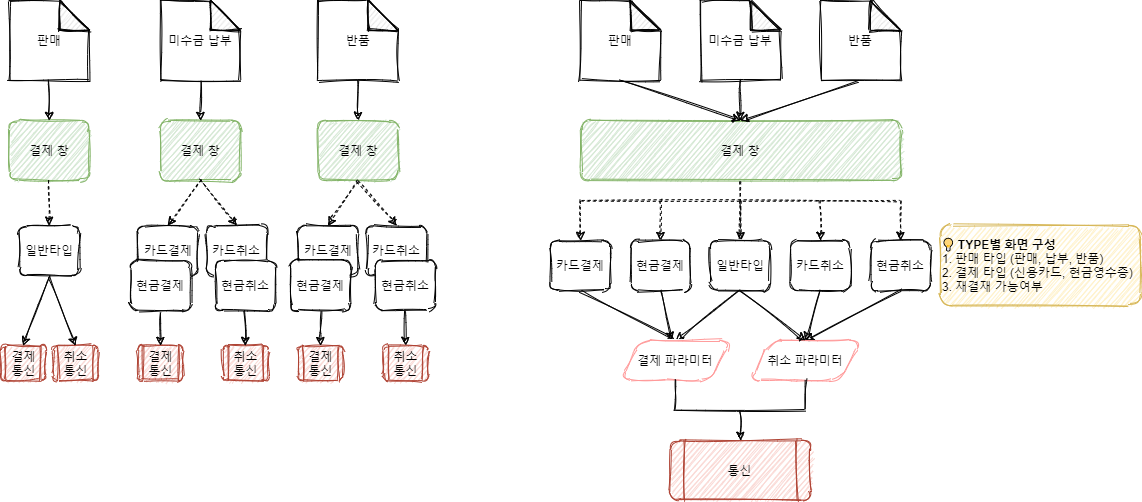 판매
미수금 납부
반품
결제 창
결제 창
결제 창
일반타입
카드결제
카드취소
현금결제
현금취소
카드결제
카드취소
현금결제
현금취소
결제
통신
취소
통신
결제
통신
취소
통신
결제
통신
취소
통신
판매
미수금 납부
반품
결제 창
카드결제
현금결제
일반타입
카드취소
현금취소
💡 TYPE별 화면 구성
1. 판매 타입 (판매, 납부, 반품)
2. 결제 타입 (신용카드, 현금영수증)
3. 재결재 가능여부
결제 파라미터
취소 파라미터
통신